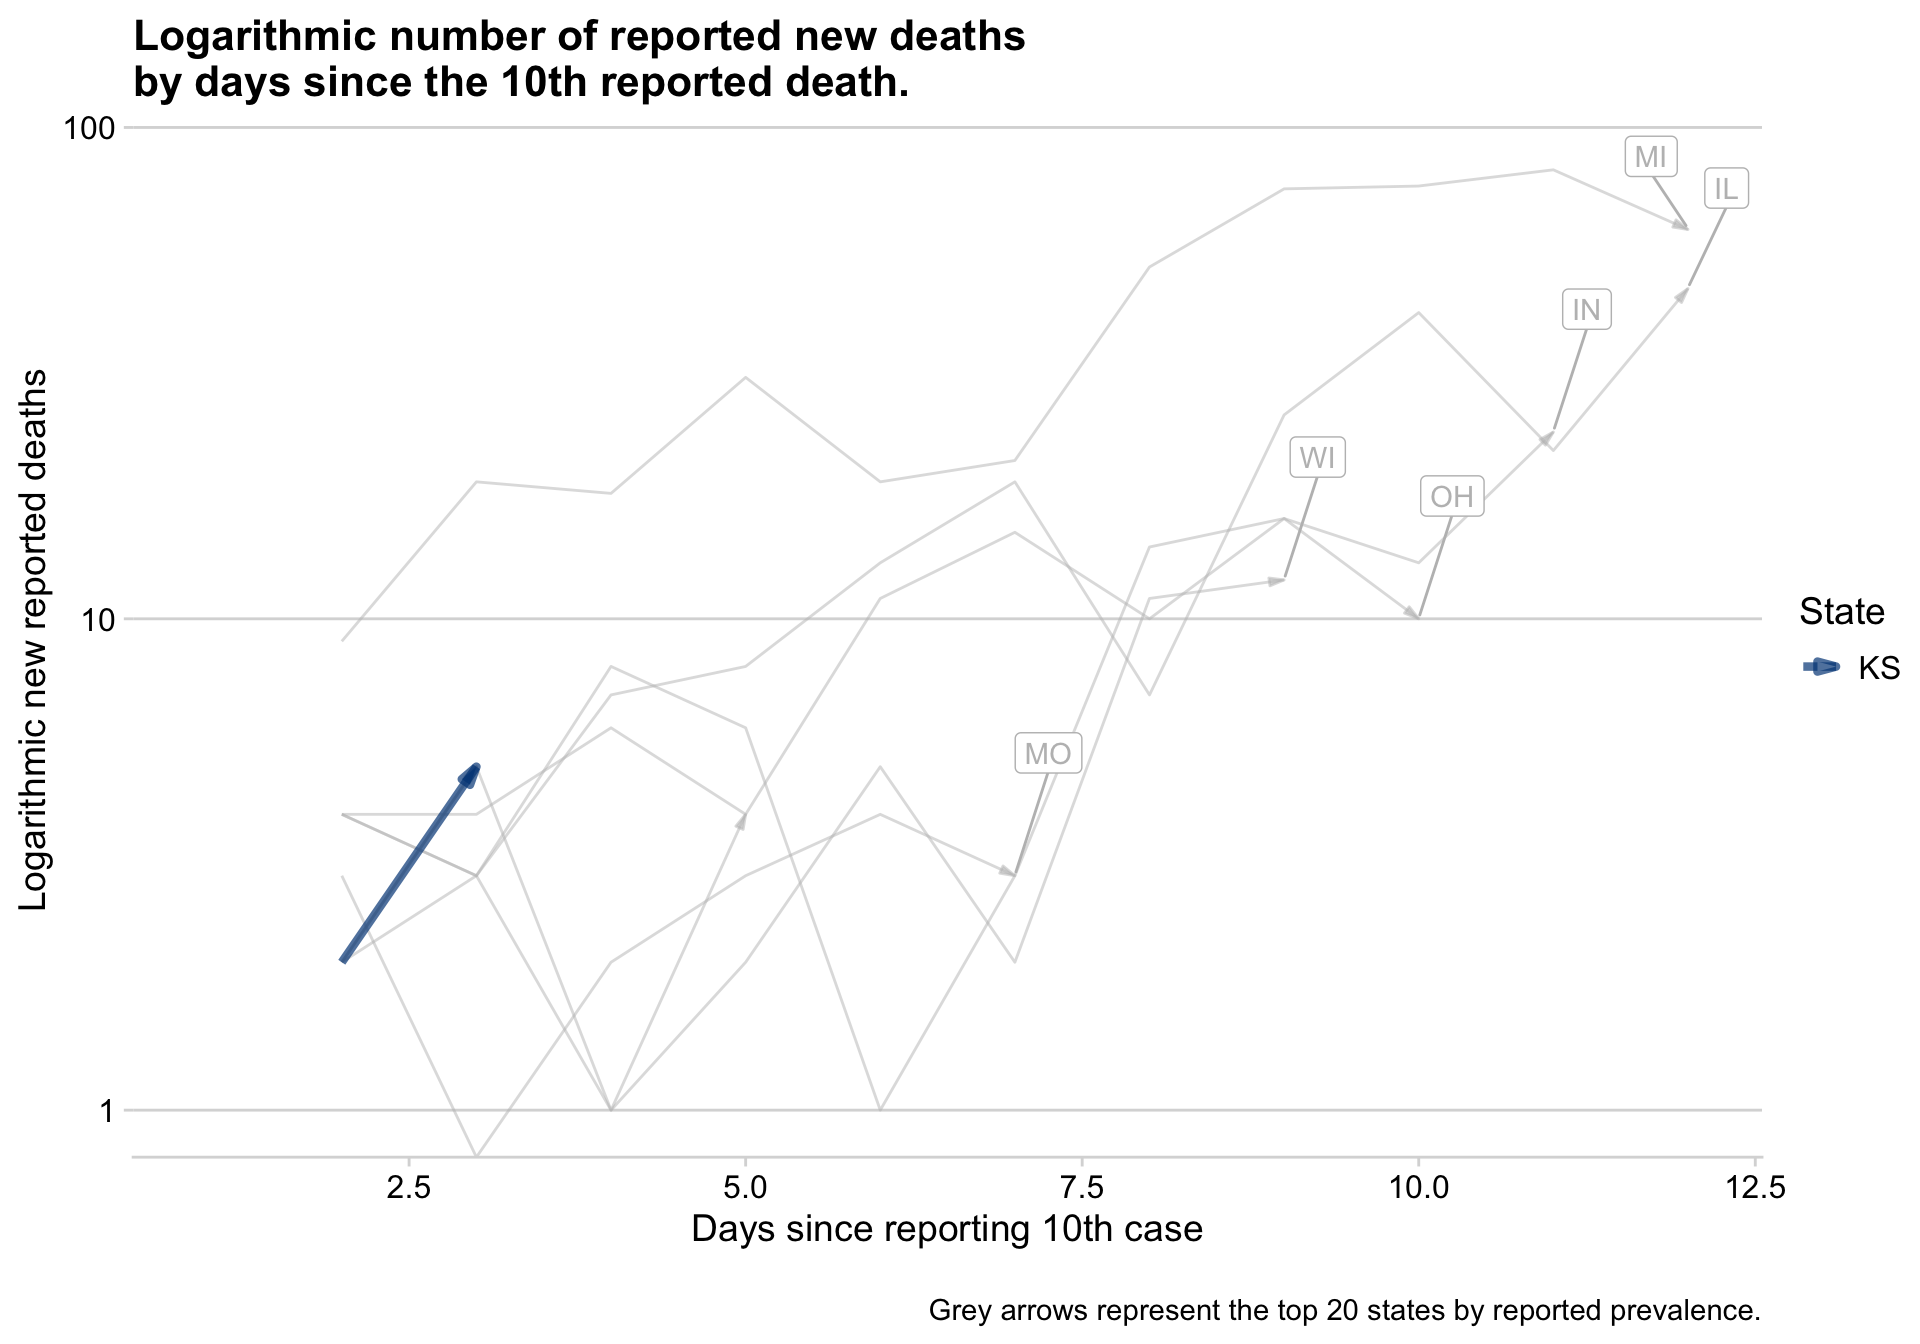 Logarithmic number of reported new deaths
by days since the 10th reported death.
Logarithmic new reported deaths
100
10
1
MI
IL
IN
WI
OH
MO
State
KS
2.5
5.0
7.5
10.0
12.5
Days since reporting 10th case
Grey arrows represent the top 20 states by reported prevalence.